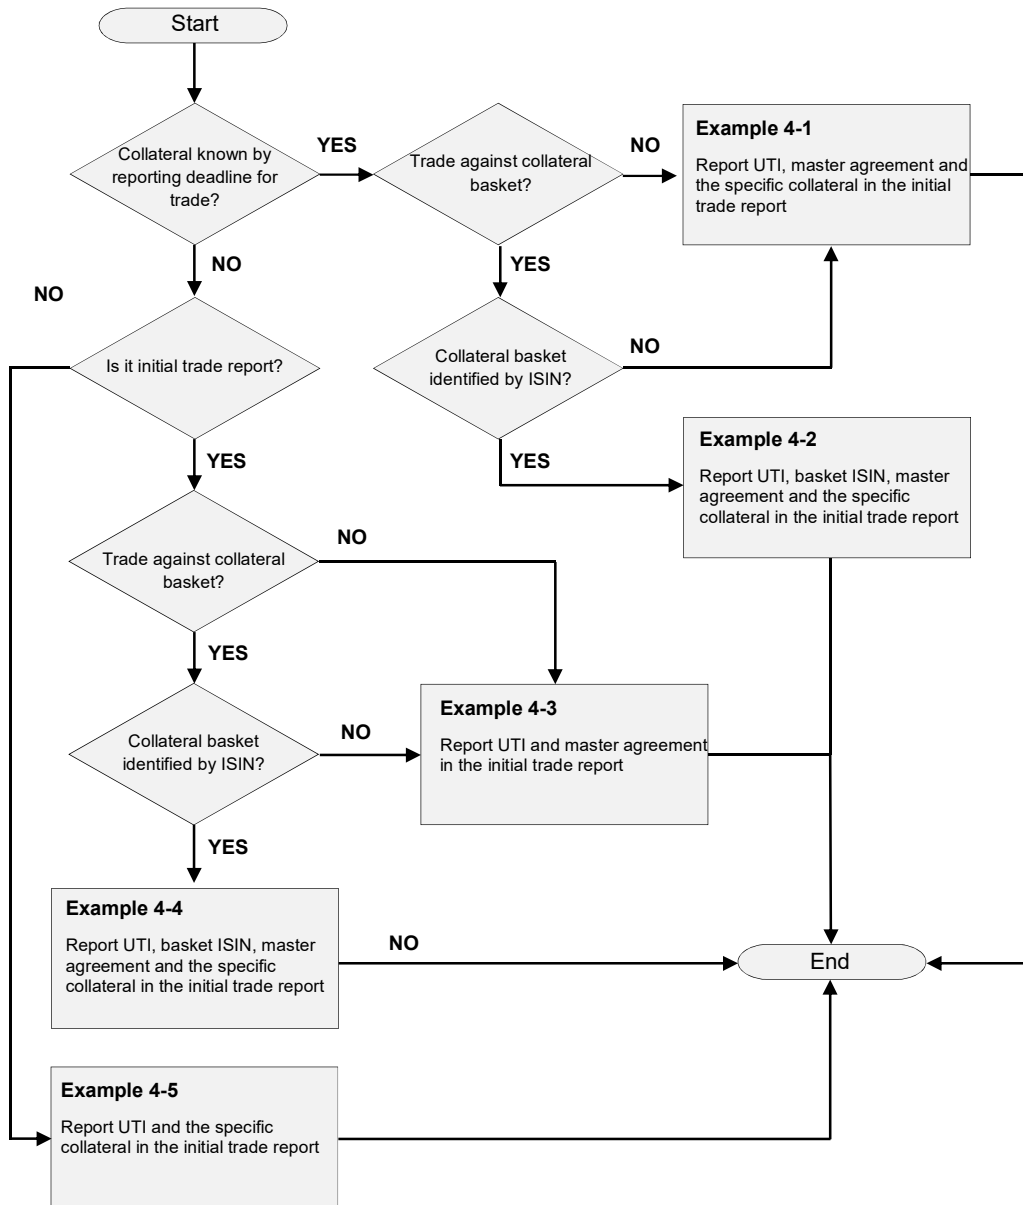 Start
Collateral known by
reporting deadline for
trade?
YES
Trade against collateral
basket?
NO
Example 4-1
Report UTI, master agreement and
the specific collateral in the initial
trade report
NO
YES
NO
Is it initial trade report?
Collateral basket
identified by ISIN?
NO
YES
YES
Example 4-2
Report UTI, basket ISIN, master
agreement and the specific
collateral in the initial trade report
Trade against collateral
basket?
NO
YES
Collateral basket
identified by ISIN?
NO
Example 4-3
Report UTI and master agreement
in the initial trade report
YES
Example 4-4
Report UTI, basket ISIN, master
agreement and the specific
collateral in the initial trade report
NO
End
Example 4-5
Report UTI and the specific
collateral in the initial trade report